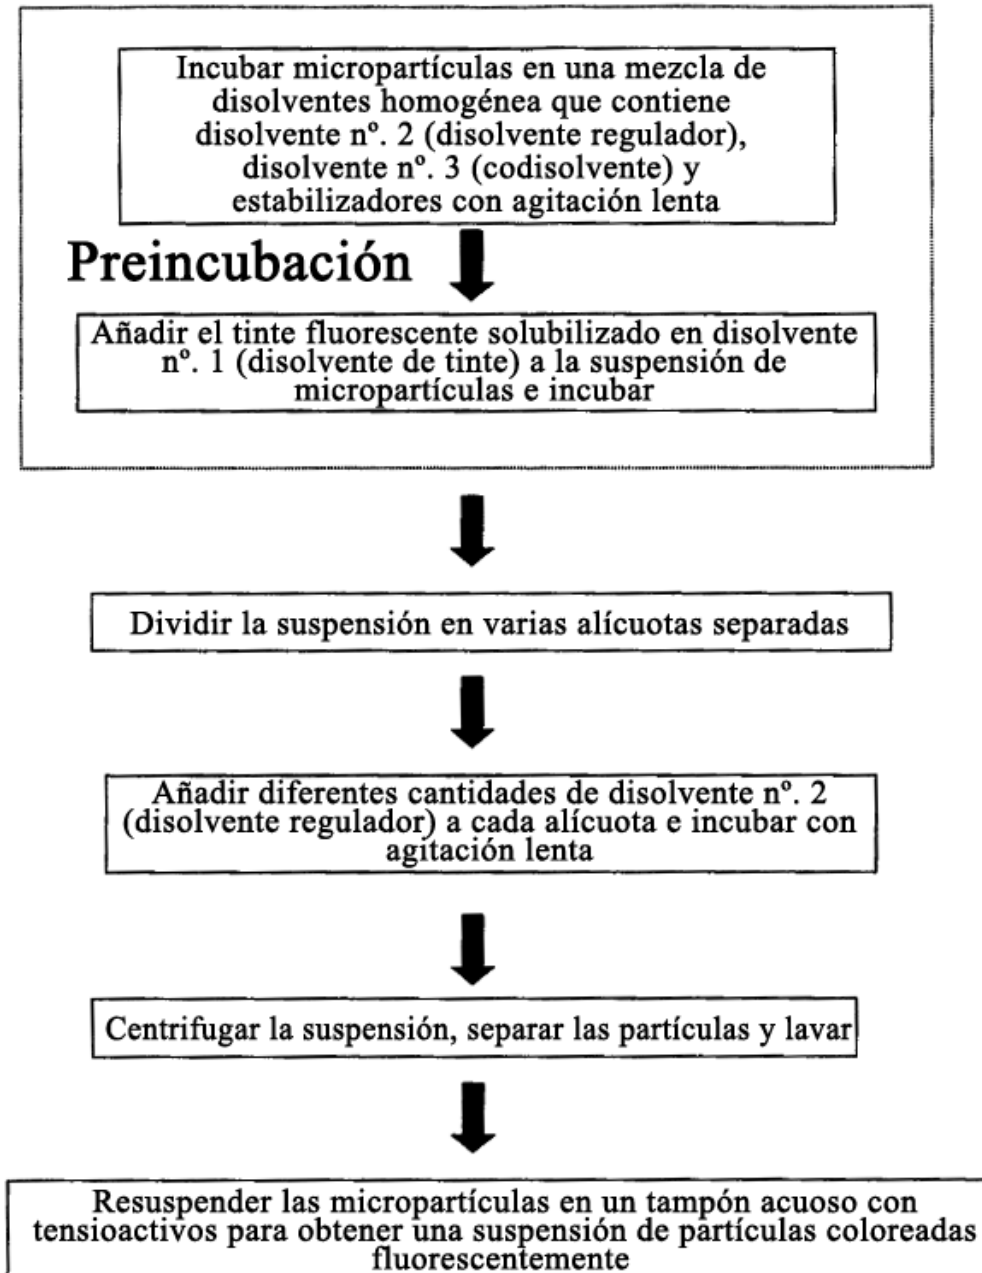 Incubar micropartículas en una mezcla de
disolventes homogénea que contiene
disolvente nº. 2 (disolvente regulador),
disolvente nº. 3 (codisolvente) y
estabilizadores con agitación lenta
Preincubación
Añadir el tinte fluorescente solubilizado en disolvente
nº. 1 (disolvente de tinte) a la suspensión de
micropartículas e incubar
Dividir la suspensión en varias alícuotas separadas
Añadir diferentes cantidades de disolvente nº. 2
(disolvente regulador) a cada alícuota e incubar con
agitación lenta
Centrifugar la suspensión, separar las partículas y lavar
Resuspender las micropartículas en un tampón acuoso con
tensioactivos para obtener una suspensión de partículas coloreadas
fluorescentemente